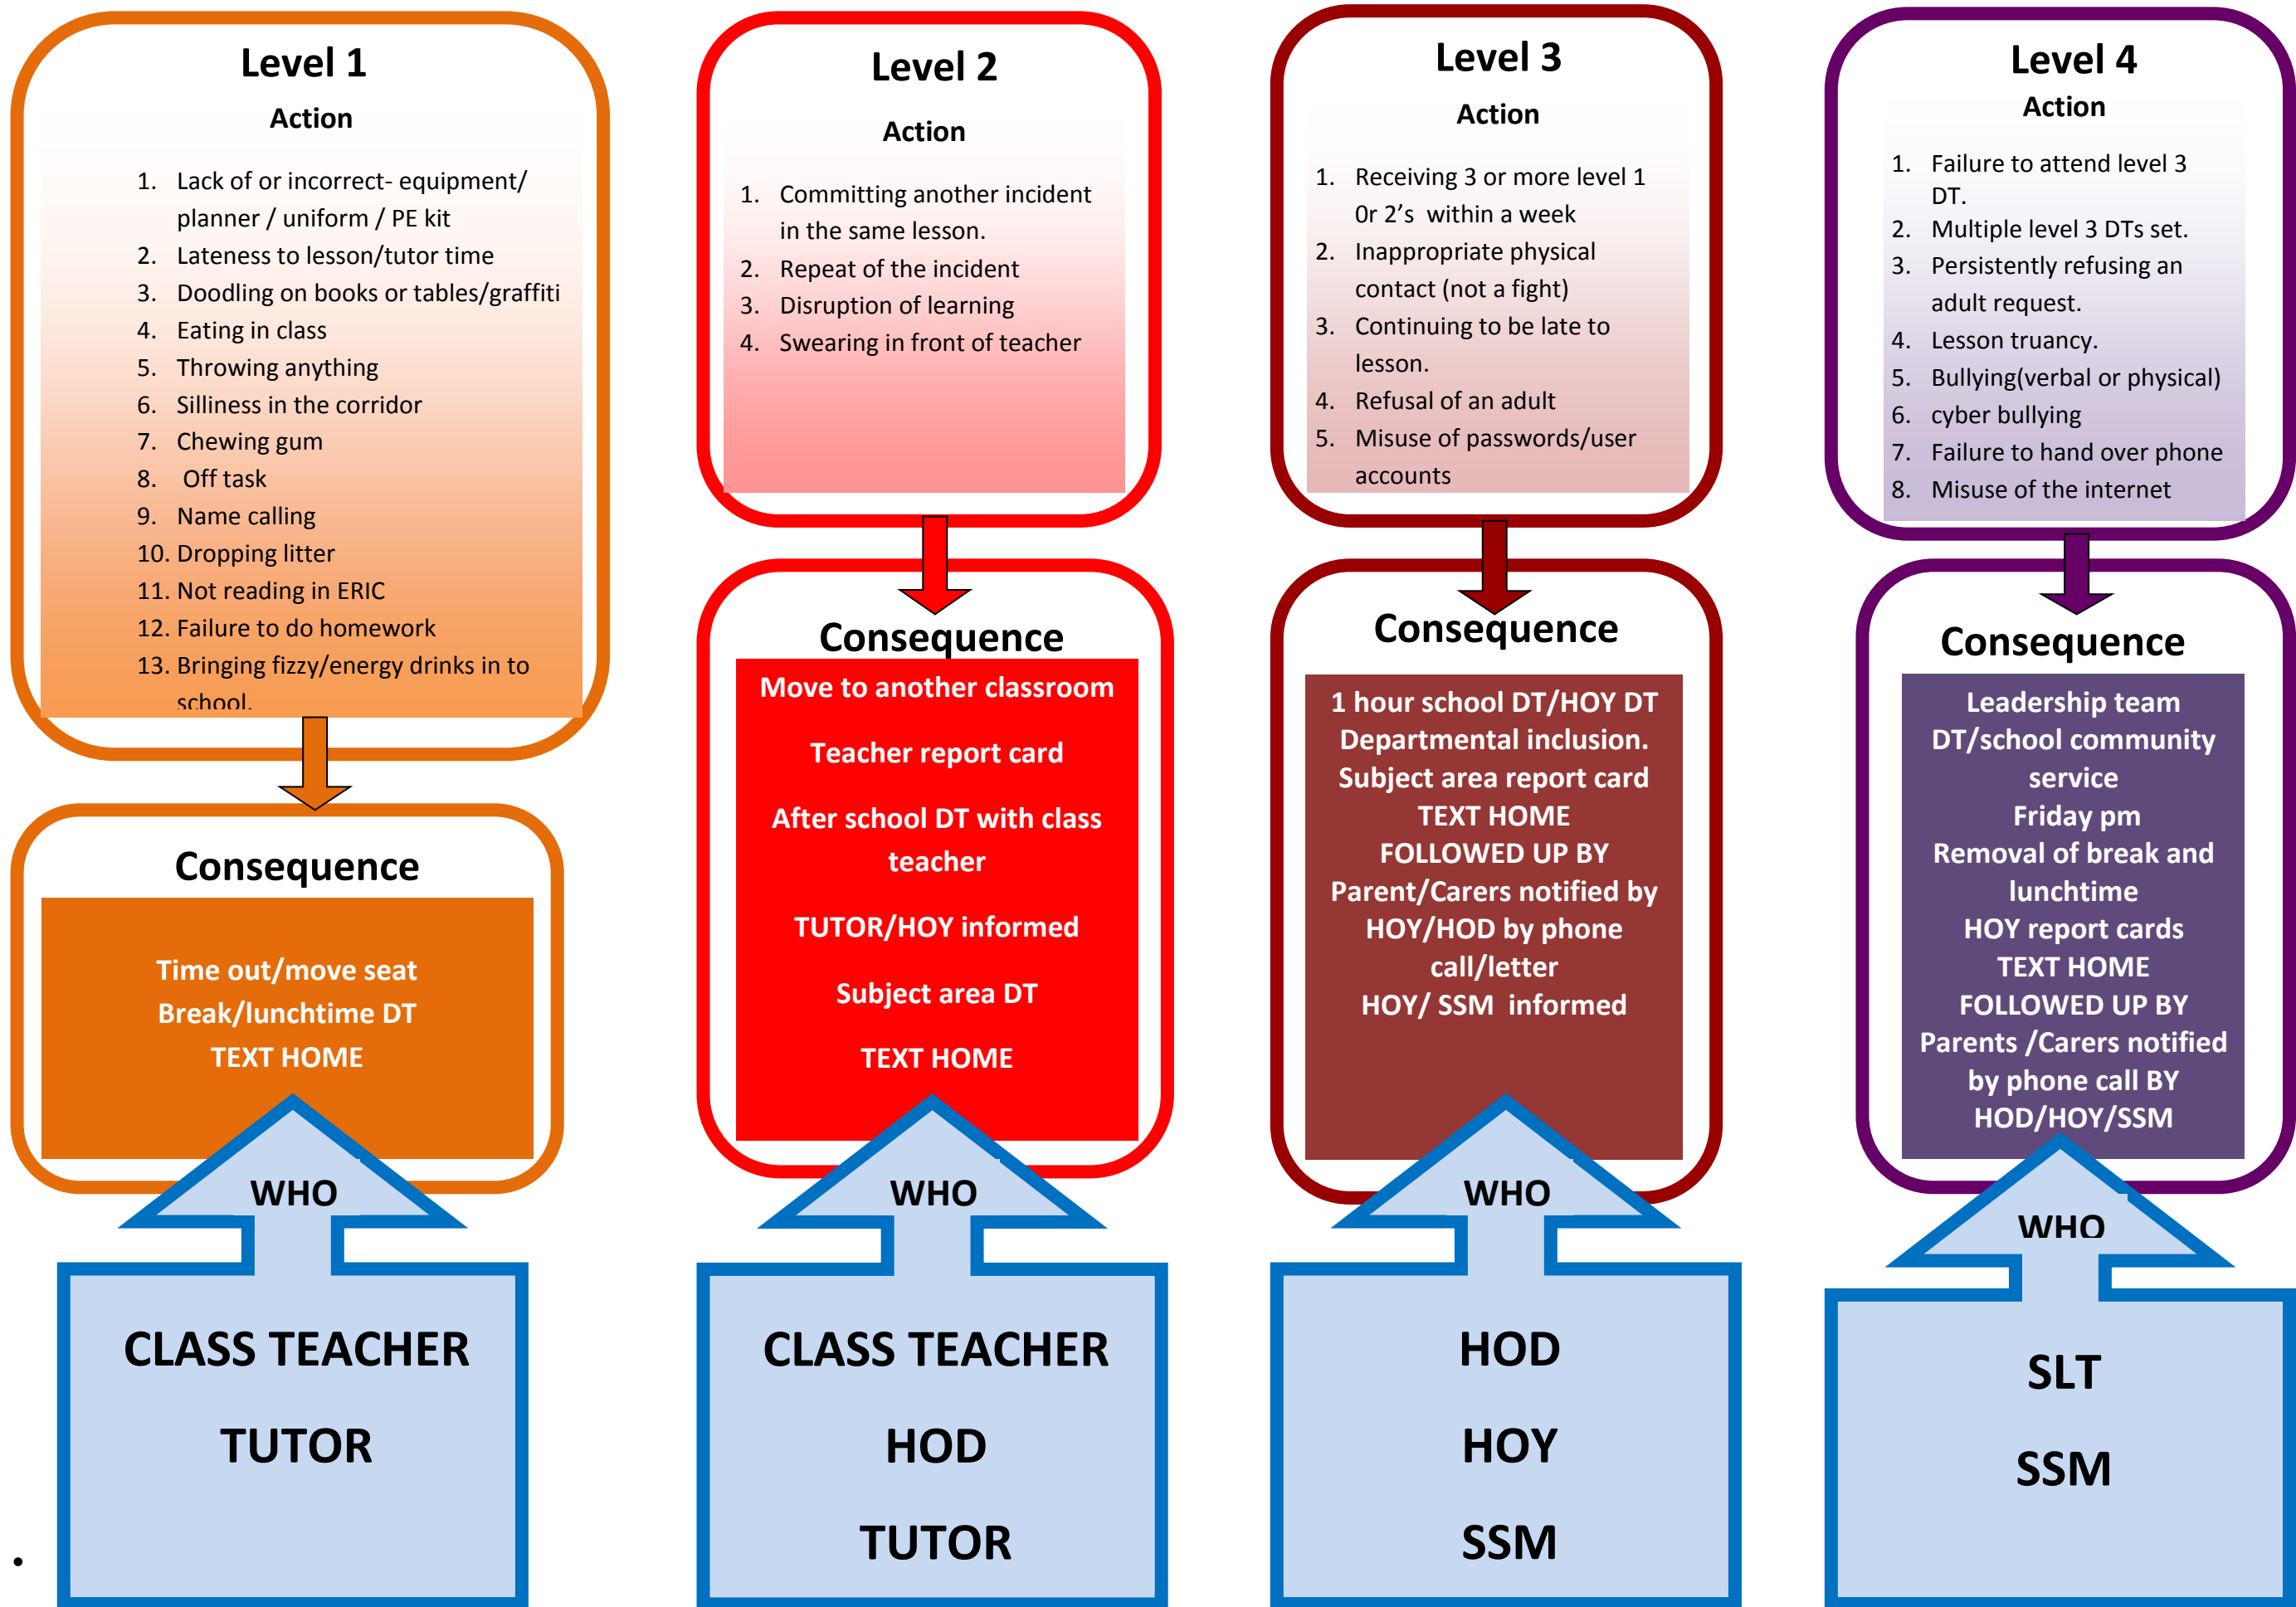 Level 1
Action
1. Lack of or incorrect- equipment/
planner / uniform / PE kit
2. Lateness to lesson/tutor time
3. Doodling on books or tables/graffiti
4. Eating in class
5. Throwing anything
6. Silliness in the corridor
7. Chewing gum
8. Off task
9. Name calling
10. Dropping litter
11. Not reading in ERIC
12. Failure to do homework
13. Bringing fizzy/energy drinks in to
school.
Consequence
Time out/move seat
Break/lunchtime DT
TEXT HOME
WHO
CLASS TEACHER
TUTOR
.
Level 2
Action
1. Committing another incident
in the same lesson.
2. Repeat of the incident
3. Disruption of learning
4. Swearing in front of teacher
Consequence
Move to another classroom
Teacher report card
After school DT with class
teacher
TUTOR/HOY informed
Subject area DT
TEXT HOME
WHO
CLASS TEACHER
HOD
TUTOR
Level 3
Action
1. Receiving 3 or more level 1
0r 2’s within a week
2. Inappropriate physical
contact (not a fight)
3. Continuing to be late to
lesson.
4. Refusal of an adult
5. Misuse of passwords/user
accounts
Consequence
1 hour school DT/HOY DT
Departmental inclusion.
Subject area report card
TEXT HOME
FOLLOWED UP BY
Parent/Carers notified by
HOY/HOD by phone
call/letter
HOY/ SSM informed
WHO
HOD
HOY
SSM
Level 4
Action
1. Failure to attend level 3
DT.
2. Multiple level 3 DTs set.
3. Persistently refusing an
adult request.
4. Lesson truancy.
5. Bullying(verbal or physical)
6. cyber bullying
7. Failure to hand over phone
8. Misuse of the internet
Consequence
Leadership team
DT/school community
service
Friday pm
Removal of break and
lunchtime
HOY report cards
TEXT HOME
FOLLOWED UP BY
Parents /Carers notified
by phone call BY
HOD/HOY/SSM
WHO
SLT
SSM